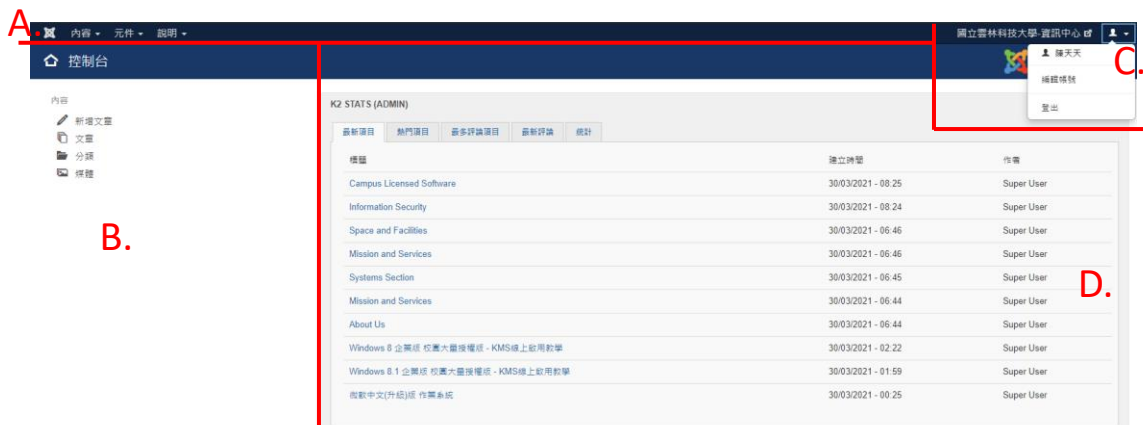 A.
內容 元件 說明 國立雲林科技大學-資訊中心
控制台
陳天天
C.
編輯帳號
登出
內容
新增文章
文章
分類
媒體
B.
K2 STATS (ADMIN)
最新項目 熱門項目 最多評論項目 最新評論 統計
標題 建立時間 作者
Campus Licensed Software 30/03/2021 - 08:25 Super User
Information Security 30/03/2021 - 08:24 Super User
Space and Facilities 30/03/2021 - 06:46 Super User
Mission and Services 30/03/2021 - 06:46 Super User
Systems Section 30/03/2021 - 06:45 Super User
D.
Mission and Services 30/03/2021 - 06:44 Super User
About Us 30/03/2021 - 06:44 Super User
Windows 8 企業版 校園大量授權版 - KMS線上啟用教學 30/03/2021 - 02:22 Super User
Windows 8.1 企業版 校園大量授權版 - KMS線上啟用教學 30/03/2021 - 01:59 Super User
微軟中文(升級)版 作業系統 30/03/2021 - 00:25 Super User